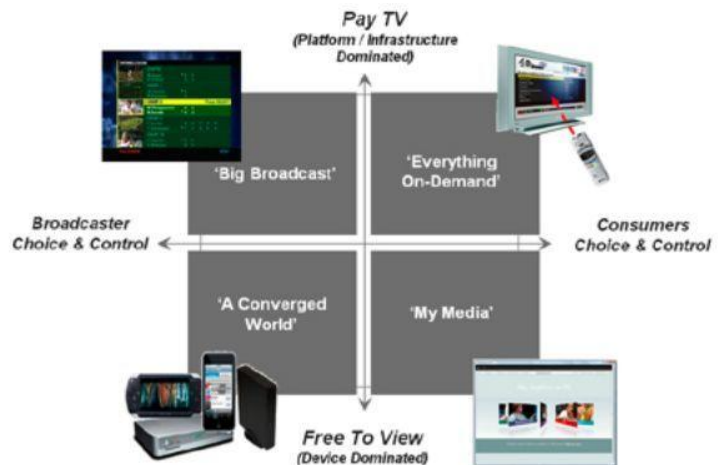 Pay TV
(Platform / Infrastructure
Dominated)
'Big Broadcast'
'Everything
On-Demand'
Broadcaster
Choice & Control
Consumers
Choice & Control
'A Converged
World'
'My Media'
Free To View
(Device Dominated)